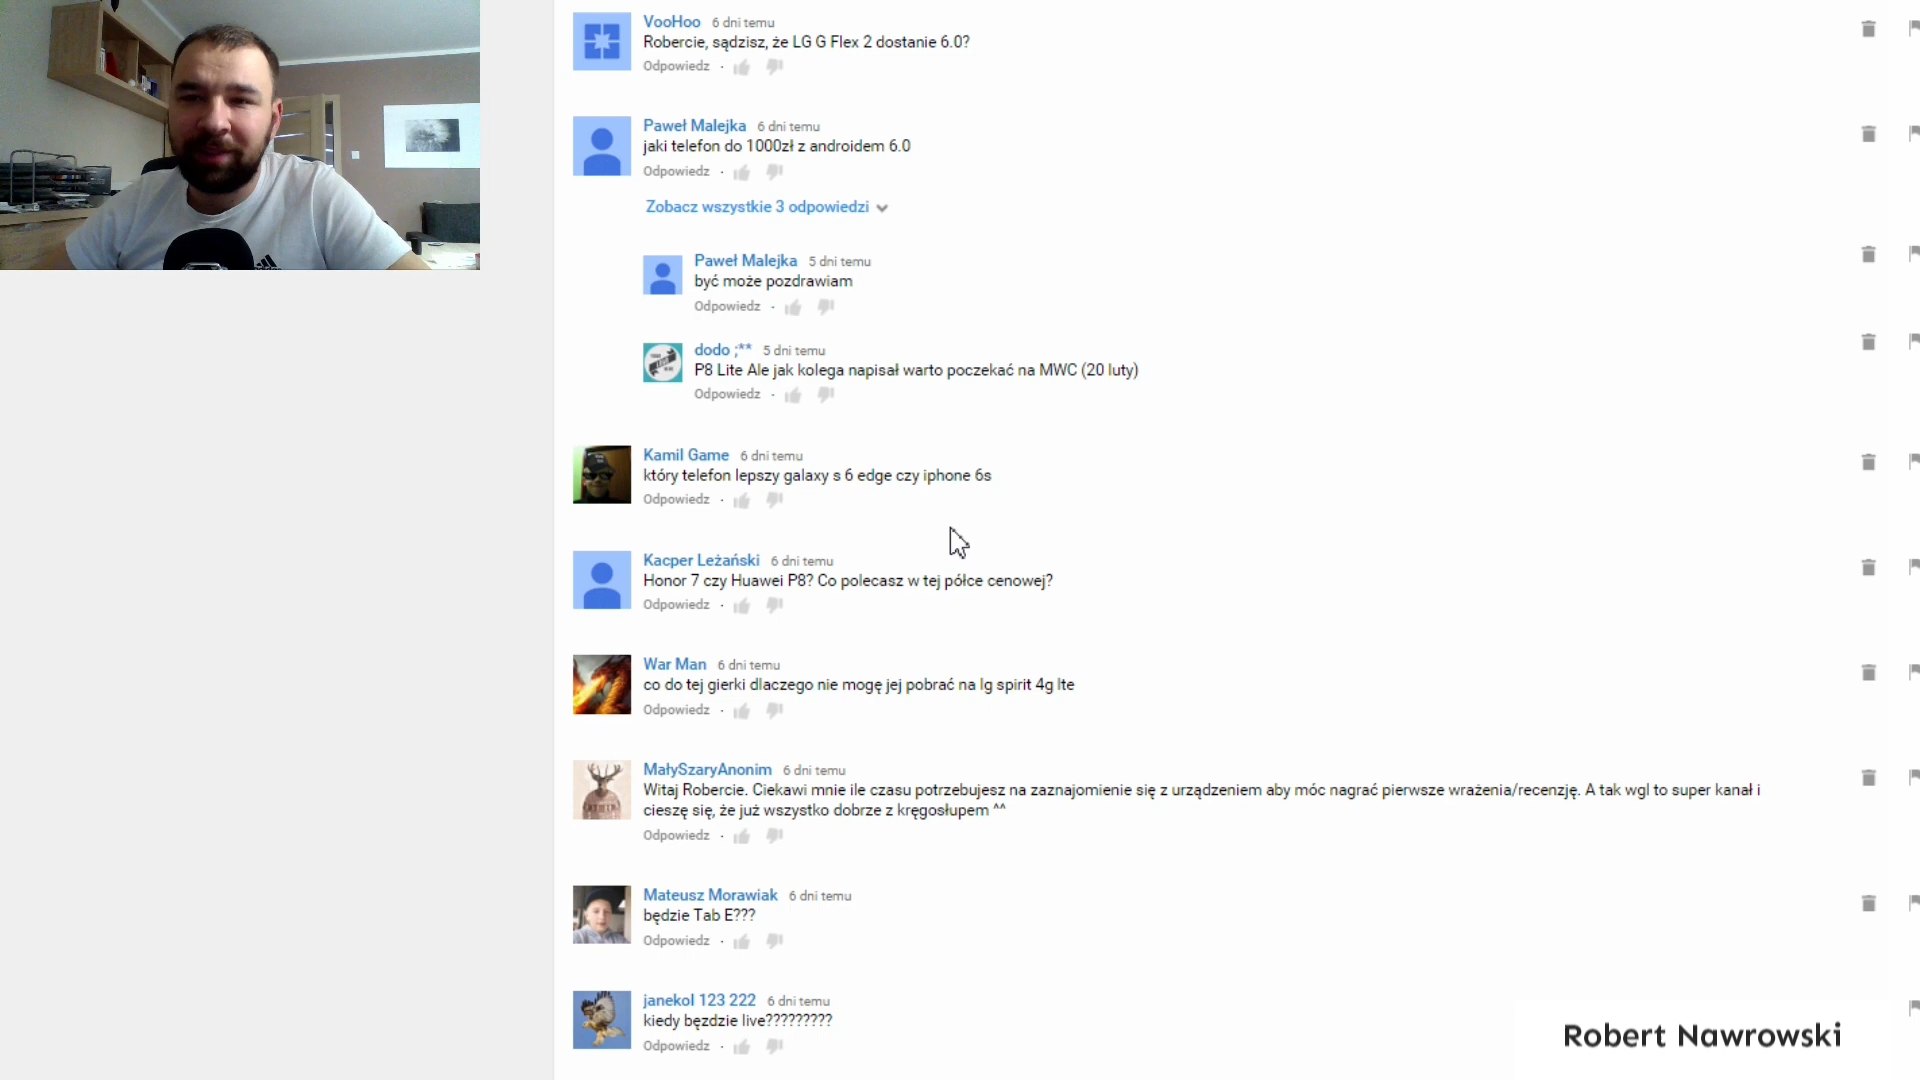 VooHoo 6 dni temu
Robercie, sądzisz, że LG G Flex 2 dostanie 6.0?
Odpowiedz ·
Paweł Malejka 6 dni temu
jaki telefon do 1000zł z androidem 6.0
Odpowiedz ·
Zobacz wszystkie 3 odpowiedzi
Paweł Malejka 5 dni temu
być może pozdrawiam
Odpowiedz ·
dodo ;** 5 dni temu
P8 Lite Ale jak kolega napisał warto poczekać na MWC (20 luty)
Odpowiedz ·
Kamil Game 6 dni temu
który telefon lepszy galaxy s 6 edge czy iphone 6s
Odpowiedz ·
Kacper Leżański 6 dni temu
Honor 7 czy Huawei P8? Co polecasz w tej półce cenowej?
Odpowiedz ·
War Man 6 dni temu
co do tej gierki dlaczego nie mogę jej pobrać na lg spirit 4g lte
Odpowiedz ·
MałySzaryAnonim 6 dni temu
Witaj Robercie. Ciekawi mnie ile czasu potrzebujesz na zaznajomienie się z urządzeniem aby móc nagrać pierwsze wrażenia/recenzję. A tak wgl to super kanał i
cieszę się, że już wszystko dobrze z kręgosłupem ^^
Odpowiedz ·
Mateusz Morawiak 6 dni temu
będzie Tab E???
Odpowiedz ·
janekol 123 222 6 dni temu
kiedy bęzdzie live?????????
Odpowiedz ·
Robert Nawrowski